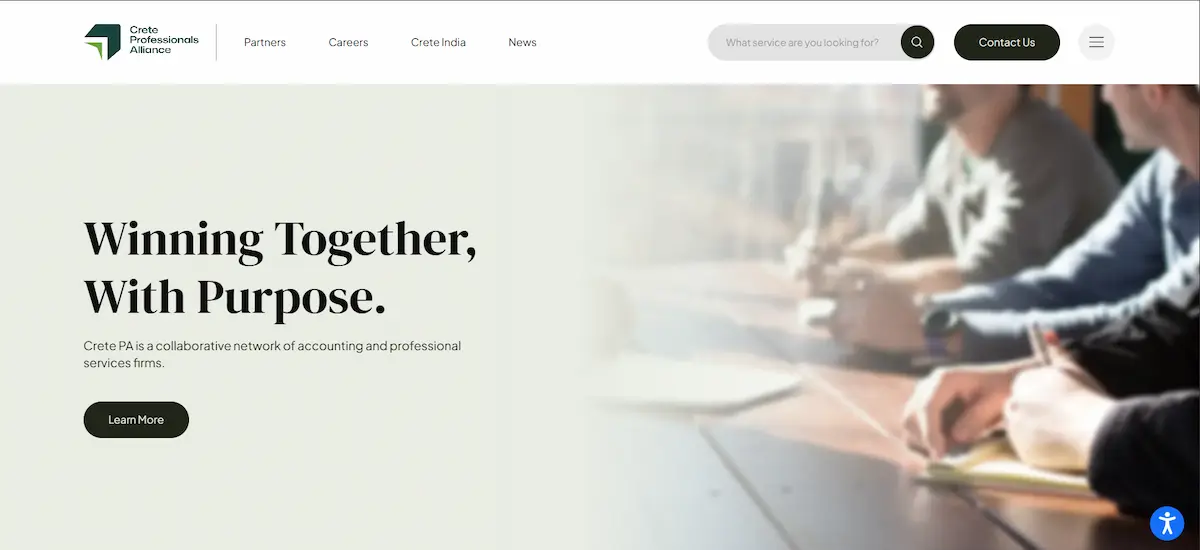 Crete
Professionals
Alliance
Partners
Careers
Crete India
News
What service are you looking for?
Contact Us
Winning Together,
With Purpose.
Crete PA is a collaborative network of accounting and professional
services firms.
Learn More